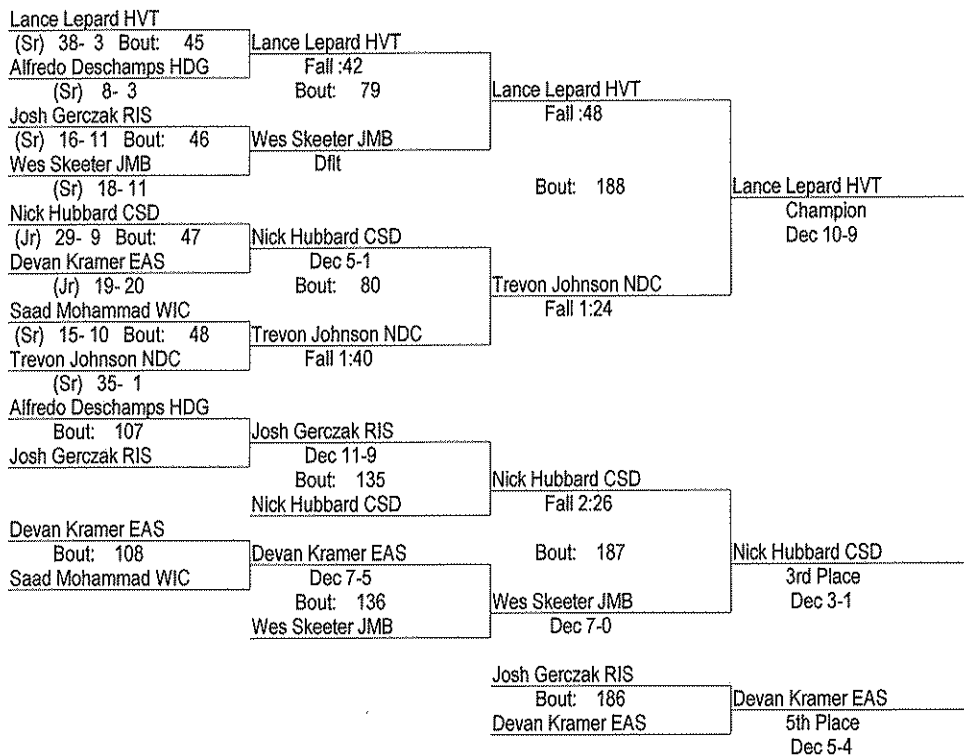 Lance Lepard HVT
(Sr) 38- 3 Bout: 45
Alfredo Deschamps HDG
(Sr) 8- 3
Josh Gerczak RIS
(Sr) 16- 11 Bout: 46
Wes Skeeter JMB
(Sr) 18- 11
Nick Hubbard CSD
(Jr) 29- 9 Bout: 47
Devan Kramer EAS
(Jr) 19- 20
Saad Mohammad WIC
(Sr) 15- 10 Bout: 48
Trevon Johnson NDC
(Sr) 35- 1
Lance Lepard HVT
Fall :42
Bout: 79
Wes Skeeter JMB
Dflt
Nick Hubbard CSD
Dec 5-1
Bout: 80
Trevon Johnson NDC
Fall 1:40
Lance Lepard HVT
Fall :48
Bout: 188
Trevon Johnson NDC
Fall 1:24
Lance Lepard HVT
Champion
Dec 10-9
Alfredo Deschamps HDG
Bout: 107
Josh Gerczak RIS
Devan Kramer EAS
Bout: 108
Saad Mohammad WIC
Josh Gerczak RIS
Dec 11-9
Bout: 135
Nick Hubbard CSD
Devan Kramer EAS
Dec 7-5
Bout: 136
Wes Skeeter JMB
Nick Hubbard CSD
Fall 2:26
Bout: 187
Wes Skeeter JMB
Dec 7-0
Nick Hubbard CSD
3rd Place
Dec 3-1
Josh Gerczak RIS
Bout: 186
Devan Kramer EAS
Devan Kramer EAS
5th Place
Dec 5-4